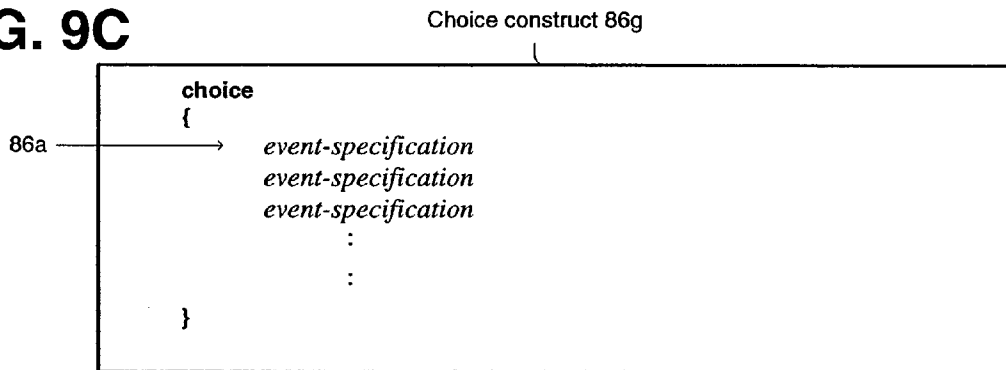 G. 9C
Choice construct 86g
choice
{
86a
event-specification
event-specification
event-specification
:
:
}